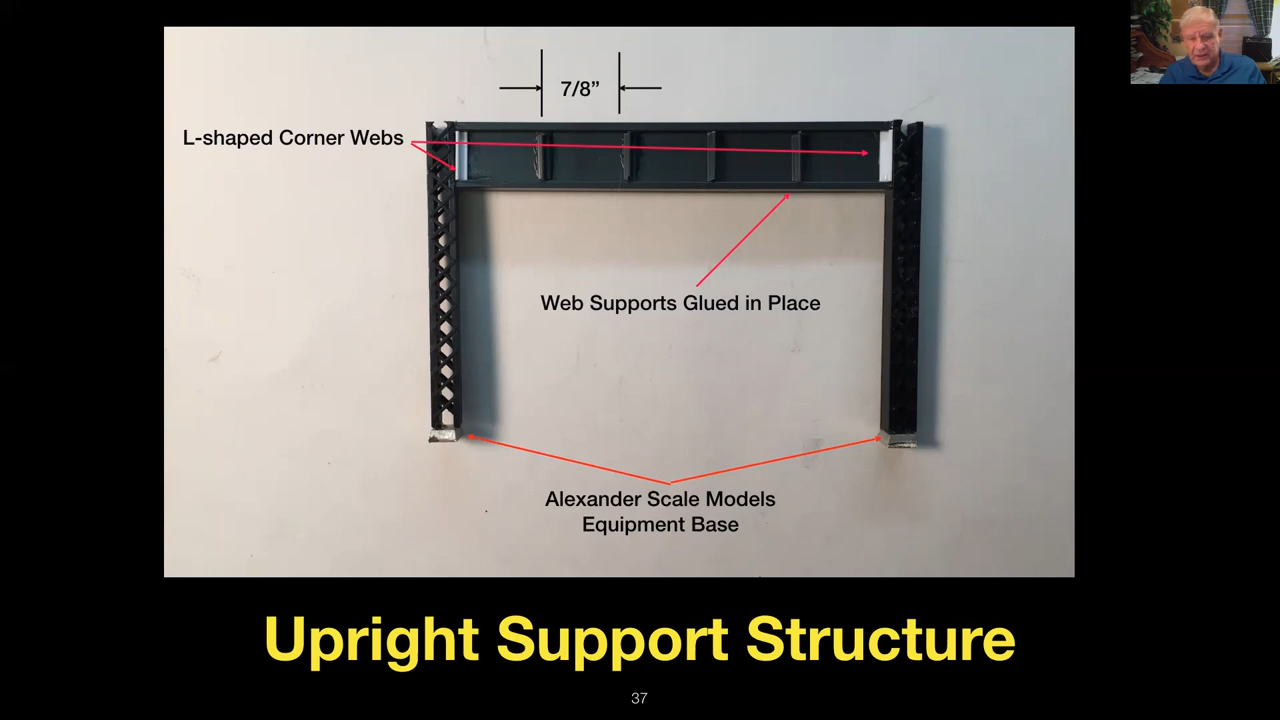 7/8”
L-shaped Corner Webs
Web Supports Glued in Place
Alexander Scale Models
Equipment Base
Upright Support Structure
37